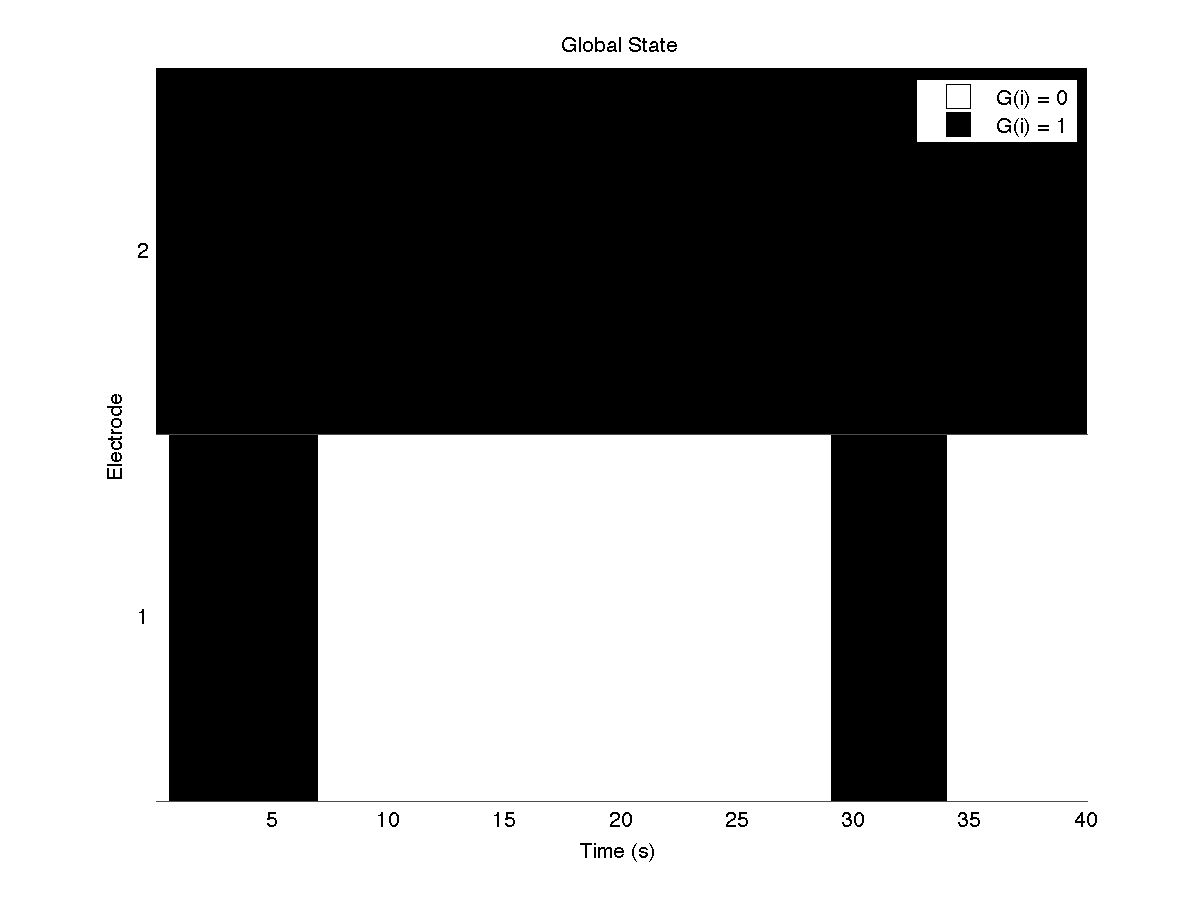 Global State
G(i) = 0
G(i) = 1
2
Electrode
1
5 10 15 20 25 30 35 40
Time (s)